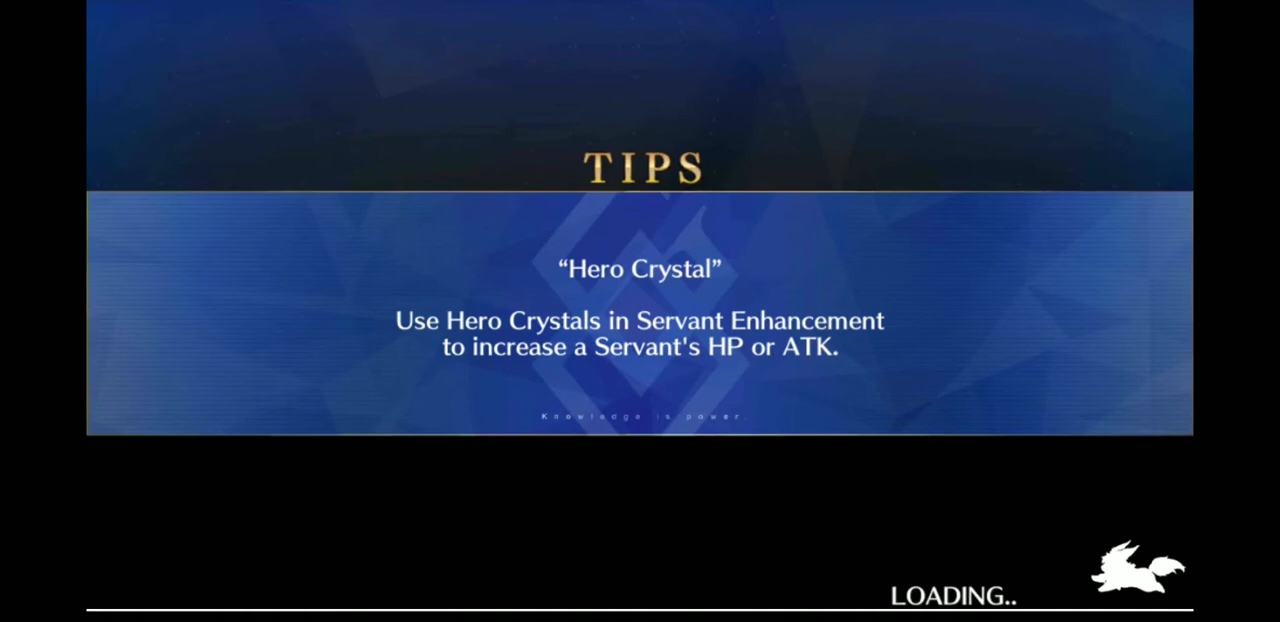 TIPS
“Hero Crystal”
Use Hero Crystals in Servant Enhancement
to increase a Servant's HP or ATK.
Knowledge is power.
LOADING..